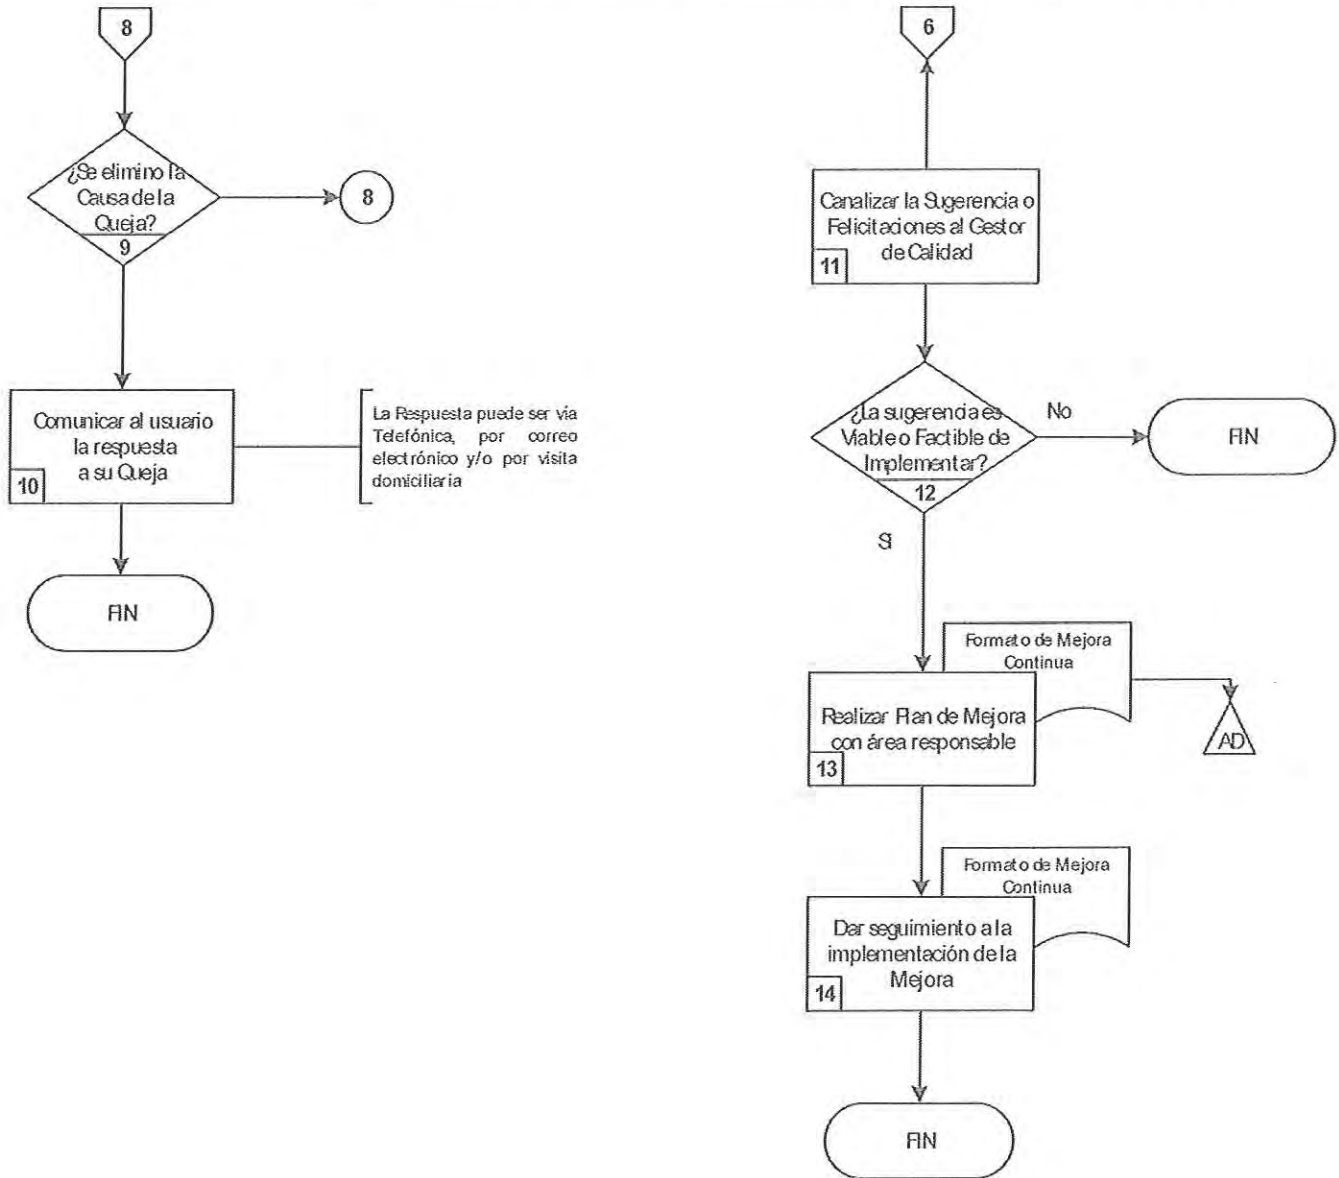 8
¿Se elimino la
Causa de la
Queja?
9
8
Comunicar al usuario
la respuesta
a su Queja
10
La Respuesta puede ser vía
Telefónica, por correo
electrónico y/o por visita
domiciliaria
FIN
6
Canalizar la Sugerencia o
Felicitaciones al Gestor
de Calidad
11
¿La sugerencia es
Viable o Factible de
Implementar?
12
No
FIN
Si
Formato de Mejora
Continua
Realizar Plan de Mejora
con área responsable
13
AD
Formato de Mejora
Continua
Dar seguimiento a la
implementación de la
Mejora
14
FIN